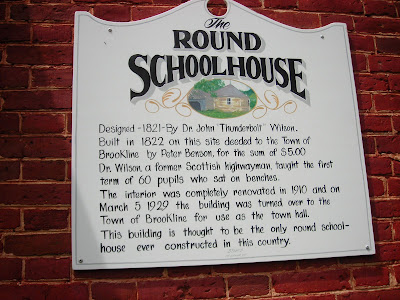 The
ROUND
SCHOOLHOUSE
Designed-1821-By Dr. John "Thunderbolt" Wilson.
Built in 1822 on this site deeded to the Town of
Brookline by Peter Benson, for the sum of $5.00
Dr. Wilson, a former Scottish highwayman, taught the first
term of 60 pupils who sat on benches.
The interior was completely renovated in 1910 and on
March 5 1929 the building was turned over to the
Town of Brookline for use as the town hall.
This building is thought to be the only round school-
house ever constructed in this country.